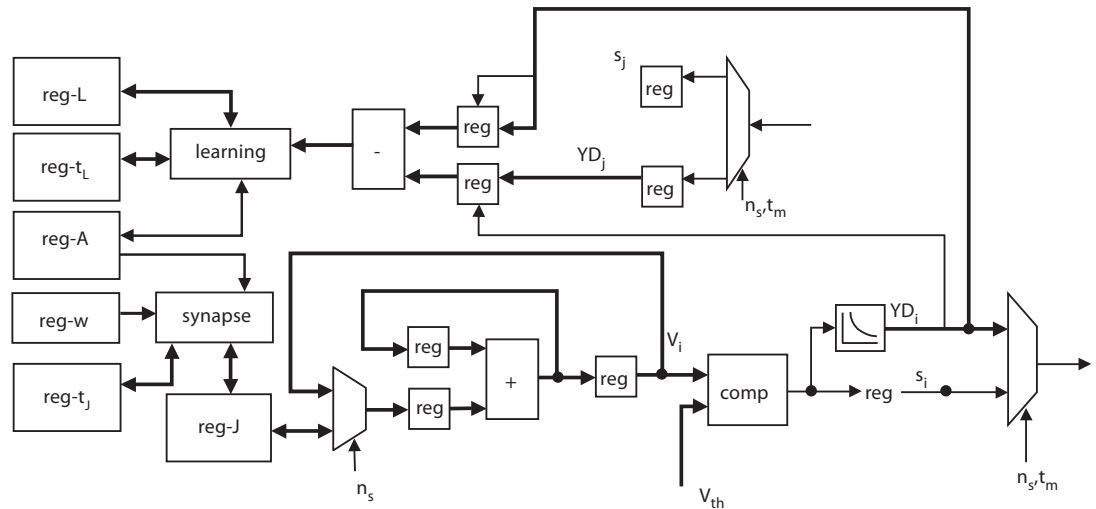 reg-L
reg-t_L
reg-A
reg-w
reg-t_J
learning
synapse
reg-J
-
reg
reg
YD_j
s_j
reg
reg
n_s,t_m
reg
reg
n_s
+
reg
V_i
comp
V_th
YD_i
reg
s_i
n_s,t_m